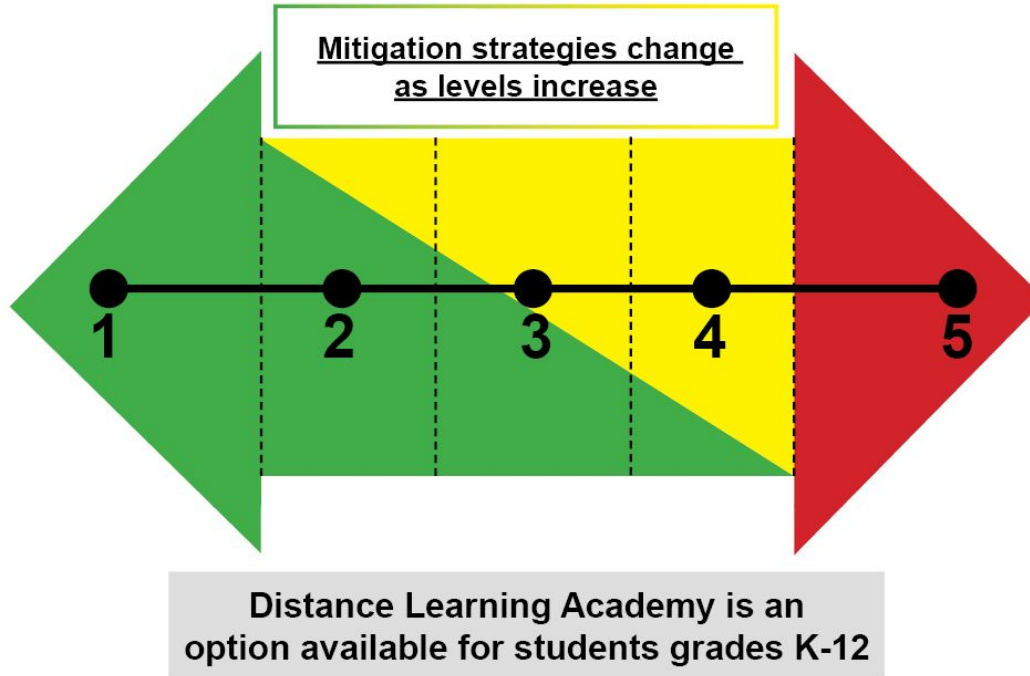 Mitigation strategies change
as levels increase
1 2 3 4 5
Distance Learning Academy is an
option available for students grades K-12